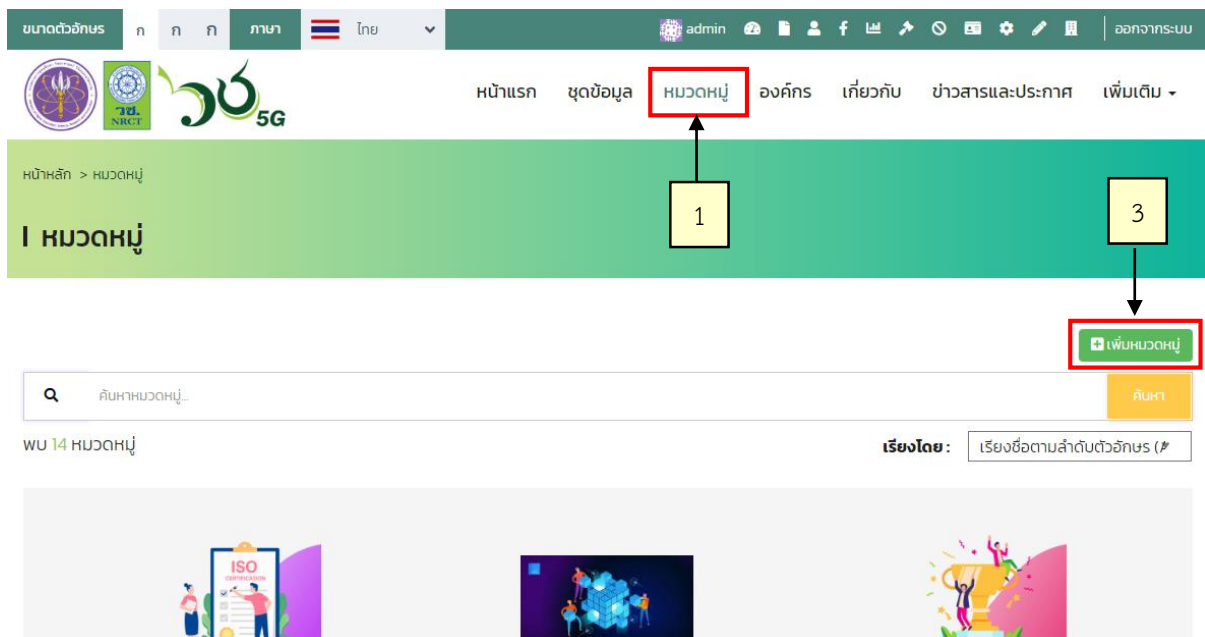 ขนาดตัวอักษร ก ก ก ภาษา ไทย admin ออกจากระบบ
วช. NRCT วช 5G
หน้าแรก ชุดข้อมูล หมวดหมู่ องค์กร เกี่ยวกับ ข่าวสารและประกาศ เพิ่มเติม
หน้าหลัก > หมวดหมู่
1
3
หมวดหมู่
เพิ่มหมวดหมู่
ค้นหาหมวดหมู่... ค้นหา
พบ 14 หมวดหมู่ เรียงโดย : เรียงชื่อตามลำดับตัวอักษร (
ISO
CERTIFICATION